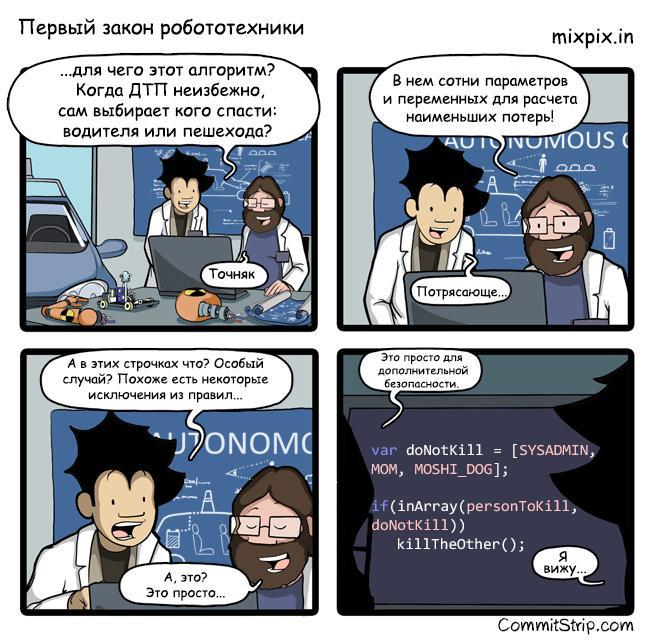 Первый закон робототехники
mixpix.in
...для чего этот алгоритм?
Когда ДТП неизбежно,
сам выбирает кого спасти:
водителя или пешехода?
Точняк
В нем сотни параметров
и переменных для расчета
наименьших потерь!
AUTONOMOUS C
Потрясающе...
А в этих строчках что? Особый
случай? Похоже есть некоторые
исключения из правил...
AUTONOMO
А, это?
Это просто...
Это просто для
дополнительной
безопасности.
var doNotKill = [SYSADMIN,
MOM, MOSHI_DOG];
if(inArray(personToKill,
doNotKill))
killTheOther();
Я
вижу...
CommitStrip.com